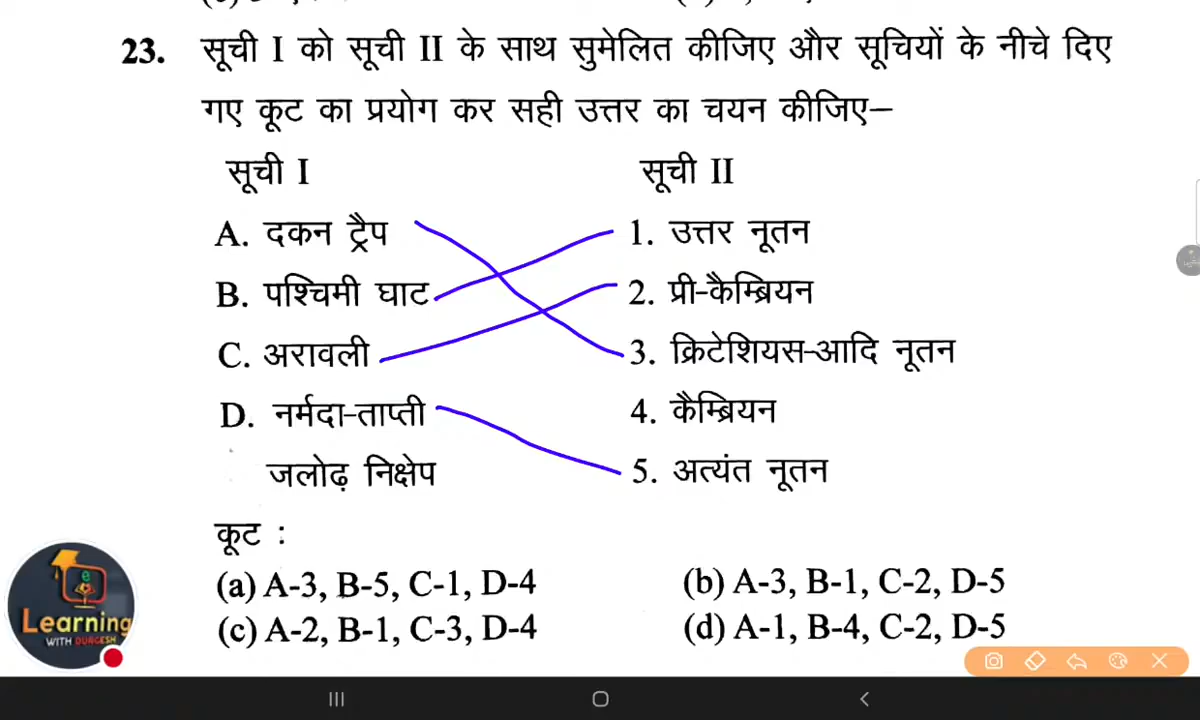 23. सूची I को सूची II के साथ सुमेलित कीजिए और सूचियों के नीचे दिए
गए कूट का प्रयोग कर सही उत्तर का चयन कीजिए–
सूची I सूची II
A. दकन ट्रैप 1. उत्तर नूतन
B. पश्चिमी घाट 2. प्री-कैम्ब्रियन
C. अरावली 3. क्रिटेशियस-आदि नूतन
D. नर्मदा-ताप्ती 4. कैम्ब्रियन
जलोढ़ निक्षेप 5. अत्यंत नूतन
कूट :
(a) A-3, B-5, C-1, D-4 (b) A-3, B-1, C-2, D-5
(c) A-2, B-1, C-3, D-4 (d) A-1, B-4, C-2, D-5
e
Learning
WITH DURGESH